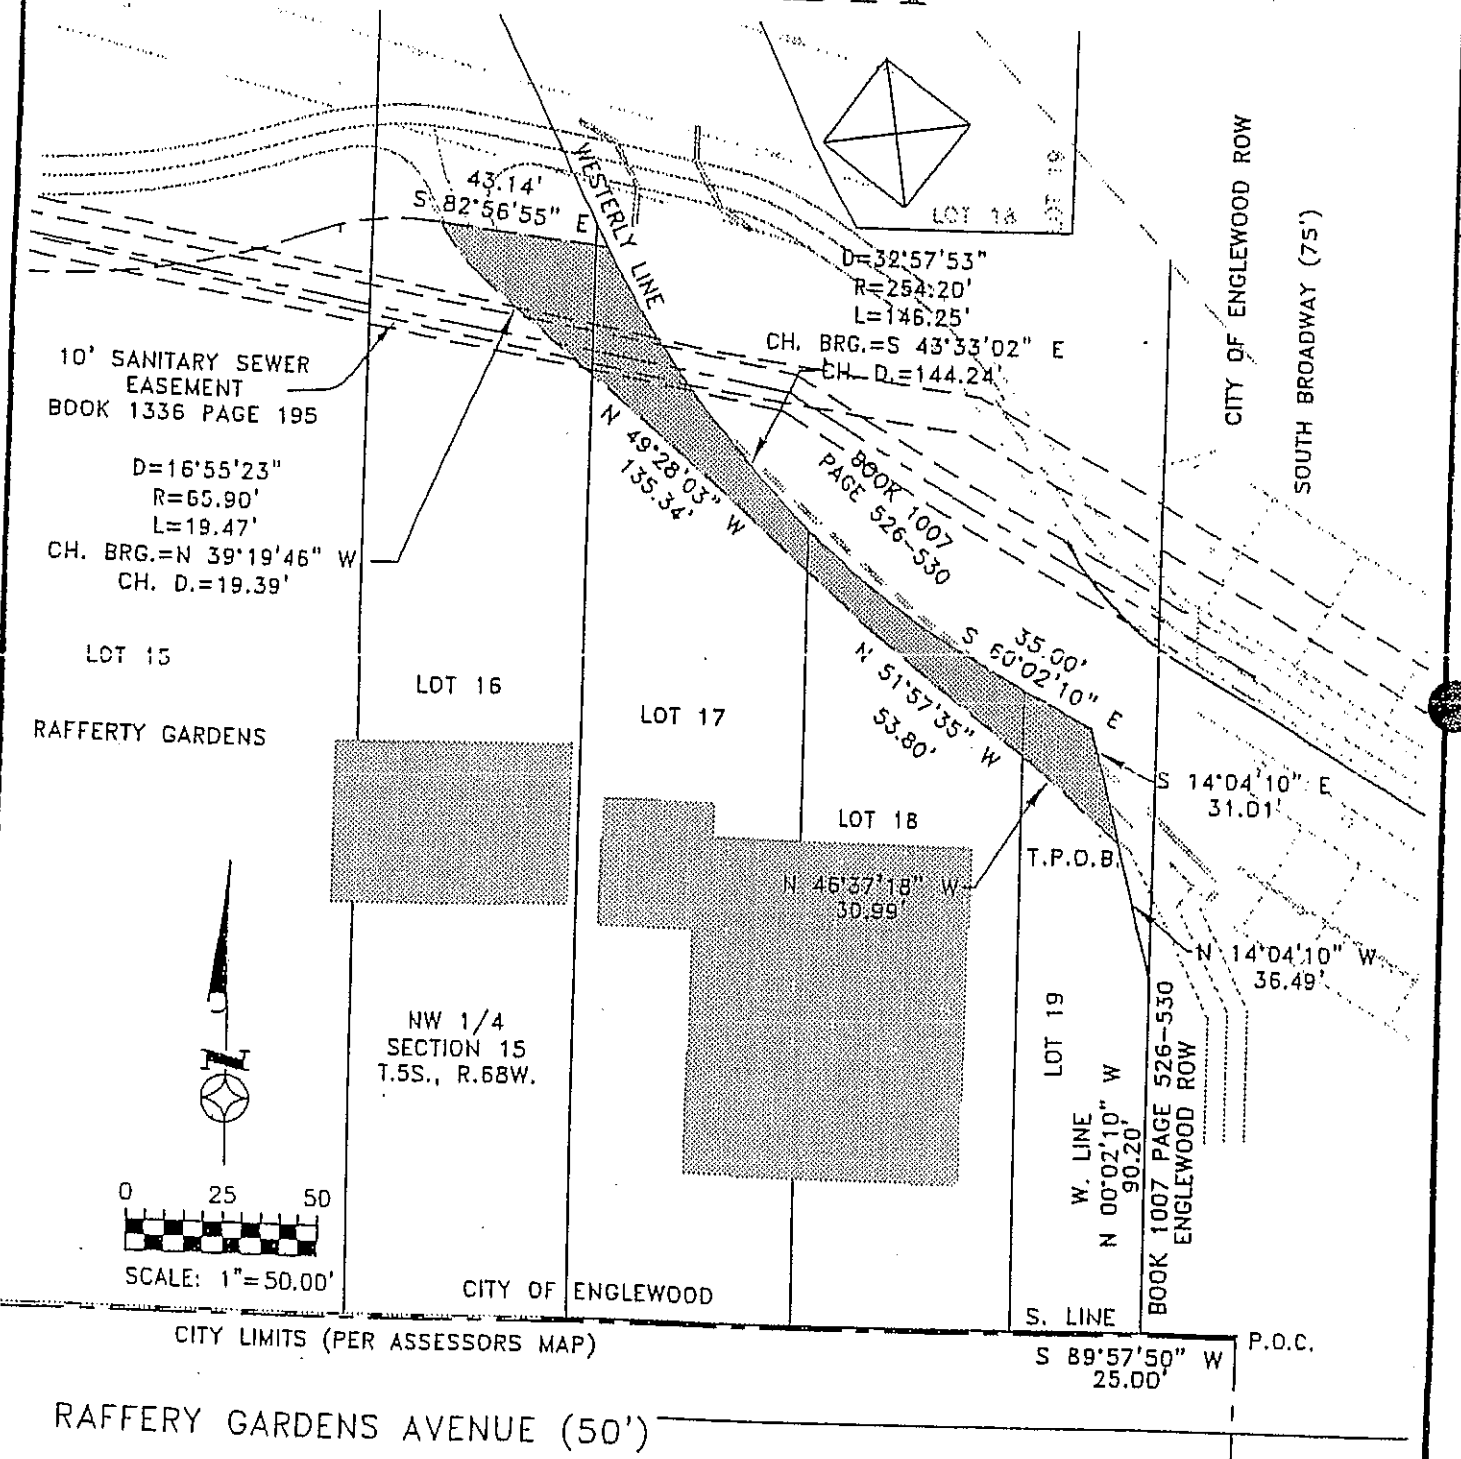 43.14'
S 82°56'55" E
WESTERLY LINE
LOT 18
LOT 19
D=32°57'53"
R=254.20'
L=146.25'
CH. BRG.=S 43°33'02" E
CH. D.=144.24'
CITY OF ENGLEWOOD ROW
SOUTH BROADWAY (75')
10' SANITARY SEWER
EASEMENT
BOOK 1336 PAGE 195
D=16°55'23"
R=65.90'
L=19.47'
CH. BRG.=N 39°19'46" W
CH. D.=19.39'
N 49°28'03" W
135.34'
BOOK 1007
PAGE 526-530
35.00'
S 60°02'10" E
N 51°57'35" W
53.80'
LOT 15
LOT 16
LOT 17
RAFFERTY GARDENS
S 14°04'10" E
31.01'
LOT 18
T.P.O.B.
N 46°37'18" W
30.99'
N 14°04'10" W
36.49'
NW 1/4
SECTION 15
T.5S., R.68W.
LOT 19
W. LINE
N 00°02'10" W
90.20'
BOOK 1007 PAGE 526-530
ENGLEWOOD ROW
N
0 25 50
SCALE: 1"=50.00'
CITY OF ENGLEWOOD
S. LINE
P.O.C.
CITY LIMITS (PER ASSESSORS MAP)
S 89°57'50" W
25.00'
RAFFERY GARDENS AVENUE (50')